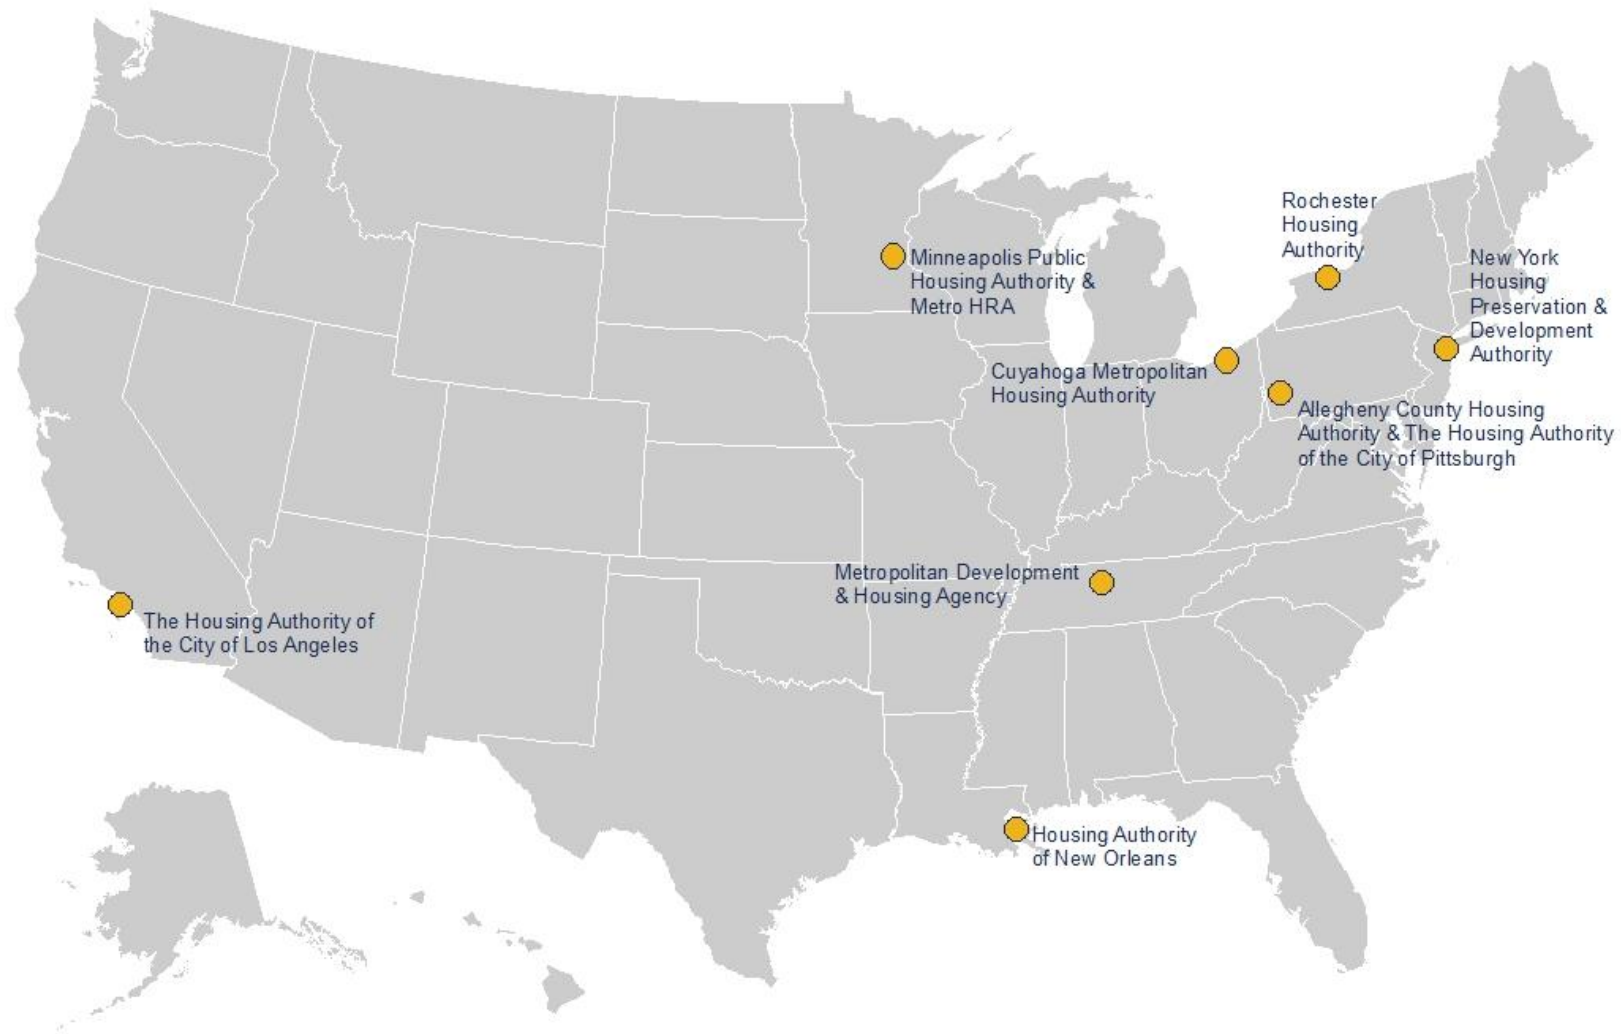 Rochester
Housing
Authority
Minneapolis Public
Housing Authority &
Metro HRA
New York
Housing
Preservation &
Development
Authority
Cuyahoga Metropolitan
Housing Authority
Allegheny County Housing
Authority & The Housing Authority
of the City of Pittsburgh
Metropolitan Development
& Housing Agency
The Housing Authority of
the City of Los Angeles
Housing Authority
of New Orleans